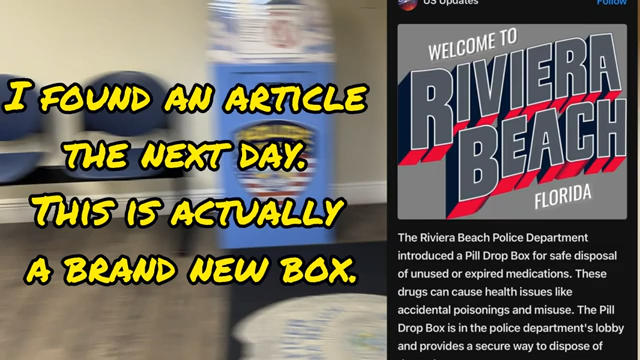 I FOUND AN ARTICLE
THE NEXT DAY.
THIS IS ACTUALLY
A BRAND NEW BOX.
US Updates
Follow
WELCOME TO
RIVIERA
BEACH
FLORIDA
The Riviera Beach Police Department
introduced a Pill Drop Box for safe disposal
of unused or expired medications. These
drugs can cause health issues like
accidental poisonings and misuse. The Pill
Drop Box is in the police department's lobby
and provides a secure way to dispose of